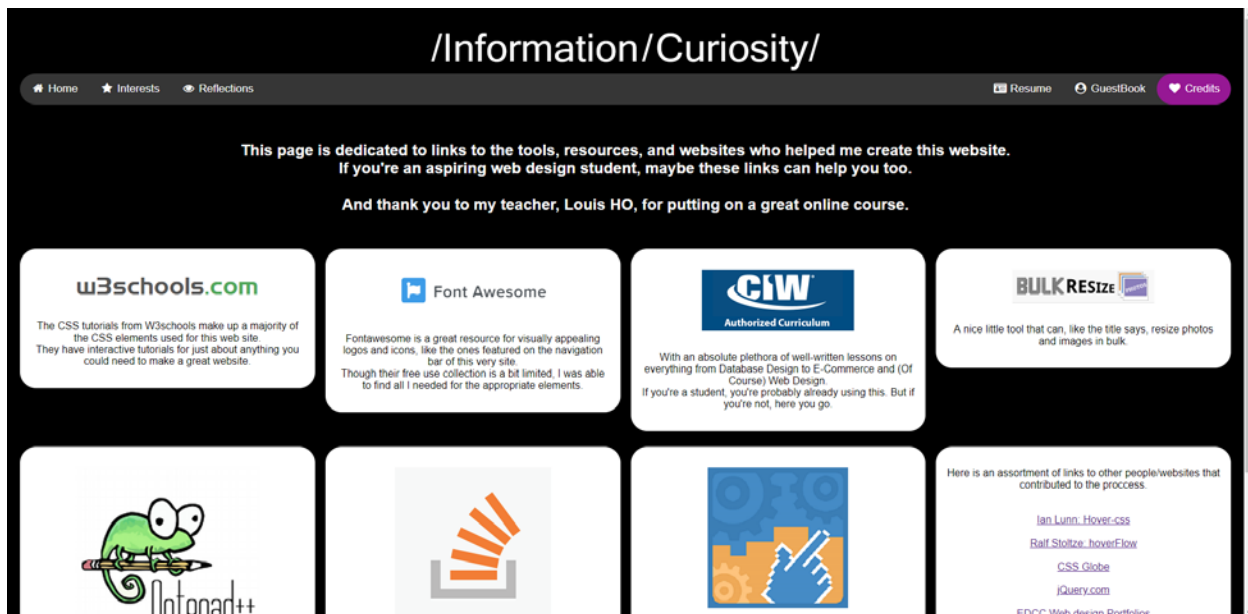 /Information/Curiosity/
Home
Interests
Reflections
Resume
GuestBook
Credits
This page is dedicated to links to the tools, resources, and websites who helped me create this website.
If you're an aspiring web design student, maybe these links can help you too.
And thank you to my teacher, Louis HO, for putting on a great online course.
w3schools.com
The CSS tutorials from W3schools make up a majority of
the CSS elements used for this web site.
They have interactive tutorials for just about anything you
could need to make a great website.
Font Awesome
Fontawesome is a great resource for visually appealing
logos and icons, like the ones featured on the navigation
bar of this very site.
Though their free use collection is a bit limited, I was able
to find all I needed for the appropriate elements.
CIW
Authorized Curriculum
With an absolute plethora of well-written lessons on
everything from Database Design to E-Commerce and (Of
Course) Web Design.
If you're a student, you're probably already using this. But if
you're not, here you go.
BULK RESIZE
A nice little tool that can, like the title says, resize photos
and images in bulk.
Notepad++
Here is an assortment of links to other people/websites that
contributed to the proccess.
Ian Lunn: Hover-css
Ralf Stoltze: hoverFlow
CSS Globe
jQuery.com
EDCC Web design Portfolios